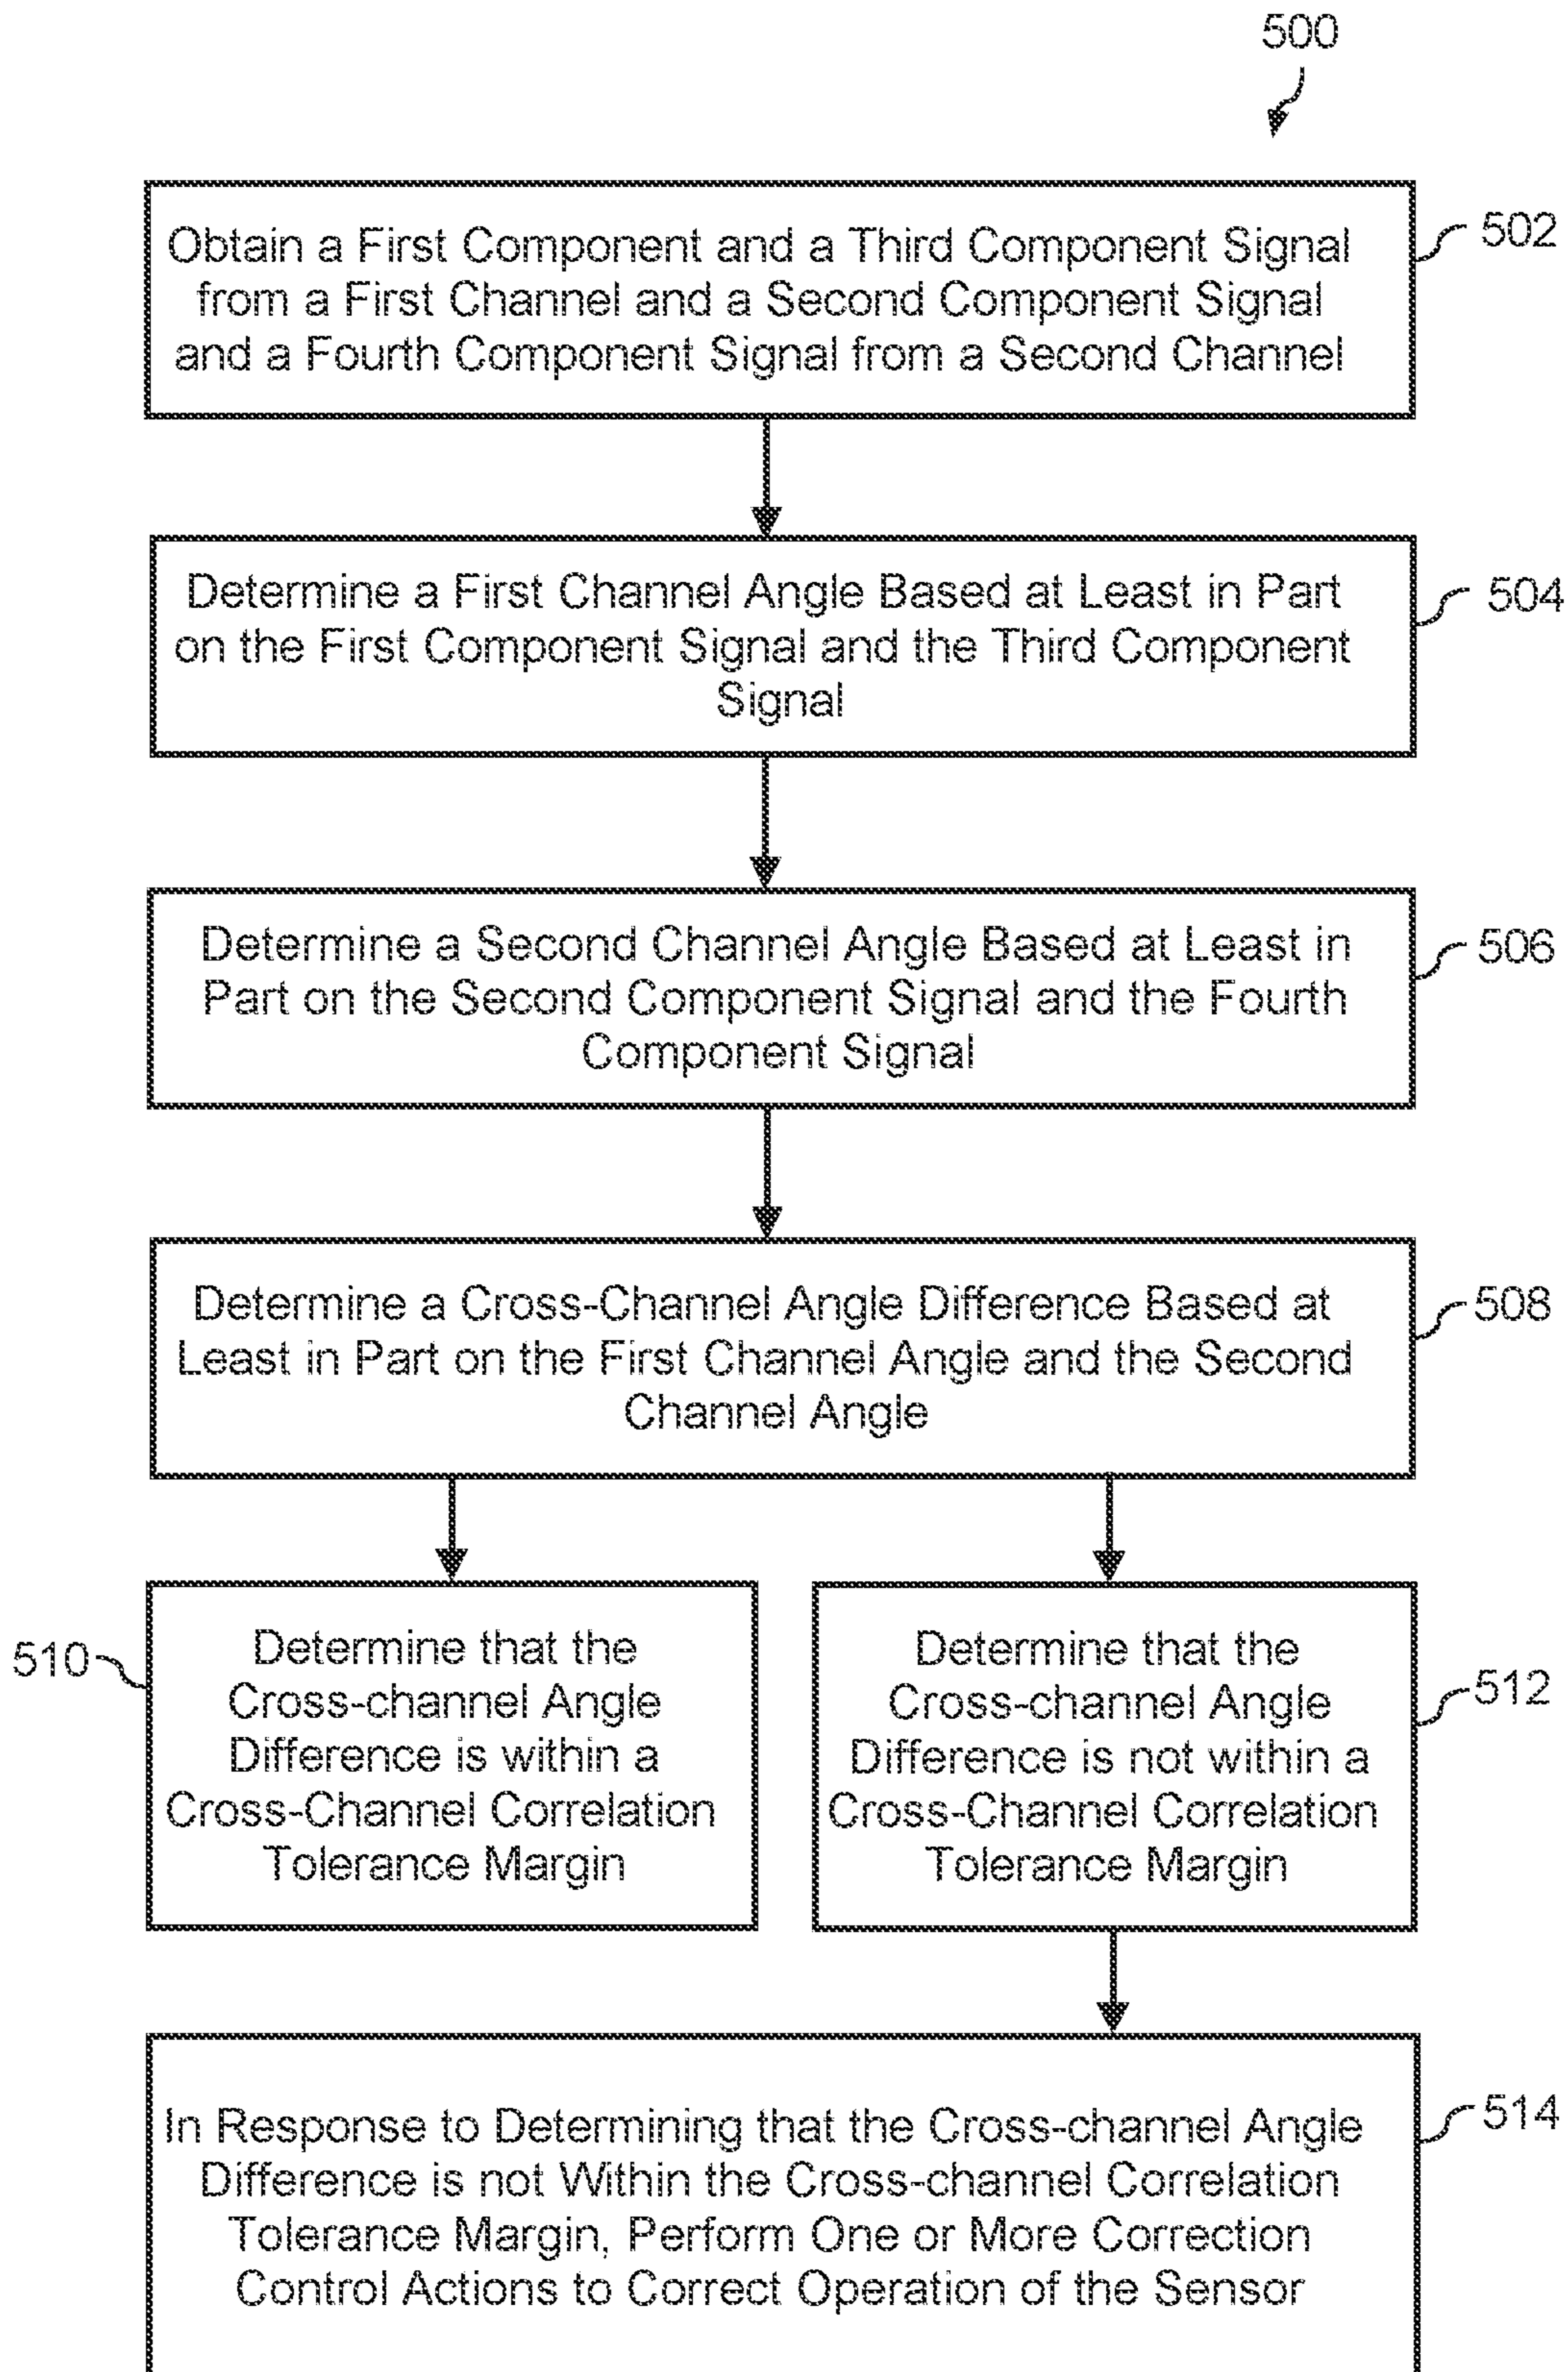 500
Obtain a First Component and a Third Component Signal
from a First Channel and a Second Component Signal
and a Fourth Component Signal from a Second Channel
502
Determine a First Channel Angle Based at Least in Part
on the First Component Signal and the Third Component
Signal
504
Determine a Second Channel Angle Based at Least in
Part on the Second Component Signal and the Fourth
Component Signal
506
Determine a Cross-Channel Angle Difference Based at
Least in Part on the First Channel Angle and the Second
Channel Angle
508
510
Determine that the
Cross-channel Angle
Difference is within a
Cross-Channel Correlation
Tolerance Margin
Determine that the
Cross-channel Angle
Difference is not within a
Cross-Channel Correlation
Tolerance Margin
512
In Response to Determining that the Cross-channel Angle
Difference is not Within the Cross-channel Correlation
Tolerance Margin, Perform One or More Correction
Control Actions to Correct Operation of the Sensor
514